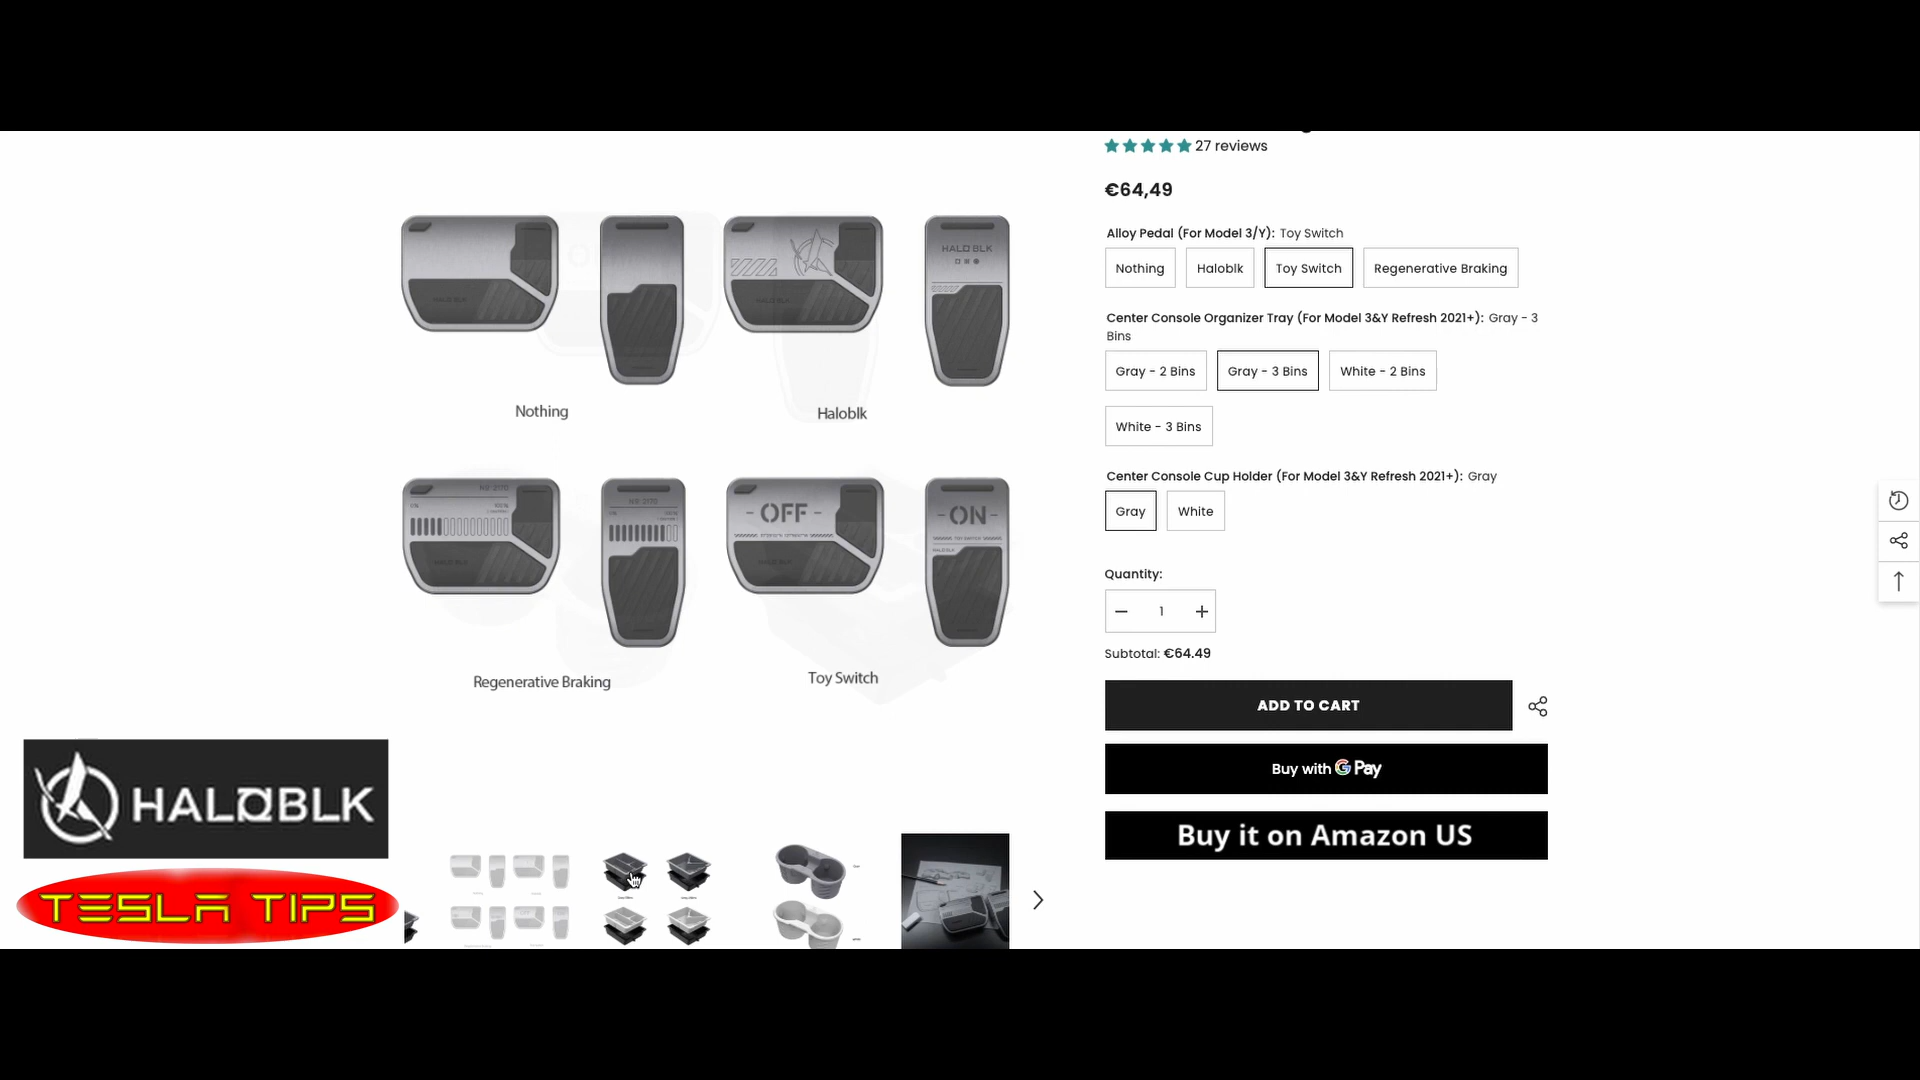 27 reviews
€64,49
Alloy Pedal (For Model 3/Y): Toy Switch
Nothing
Haloblk
Toy Switch
Regenerative Braking
Center Console Organizer Tray (For Model 3&Y Refresh 2021+): Gray - 3
Bins
Gray - 2 Bins
Gray - 3 Bins
White - 2 Bins
White - 3 Bins
Center Console Cup Holder (For Model 3&Y Refresh 2021+): Gray
Gray
White
Quantity:
1
Subtotal: €64.49
ADD TO CART
Buy with G Pay
Buy it on Amazon US
HALO BLK
Nothing
Haloblk
- OFF -
- ON -
TOY SWITCH
HALO BLK
Regenerative Braking
Toy Switch
HALOBLK
TESLA TIPS